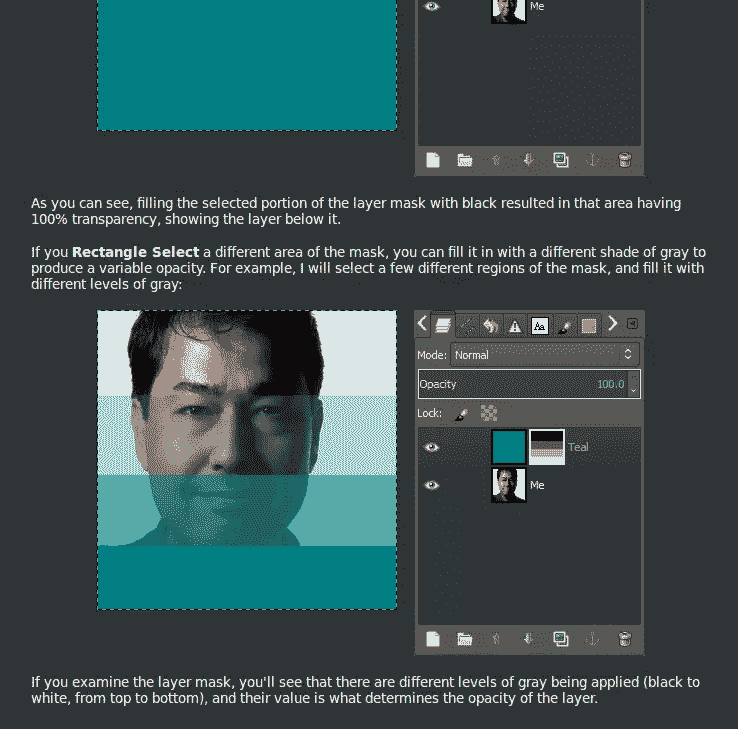 Me
As you can see, filling the selected portion of the layer mask with black resulted in that area having
100% transparency, showing the layer below it.
If you Rectangle Select a different area of the mask, you can fill it in with a different shade of gray to
produce a variable opacity. For example, I will select a few different regions of the mask, and fill it with
different levels of gray:
Aa
Mode: Normal
Opacity 100.0
Lock:
Teal
Me
If you examine the layer mask, you'll see that there are different levels of gray being applied (black to
white, from top to bottom), and their value is what determines the opacity of the layer.